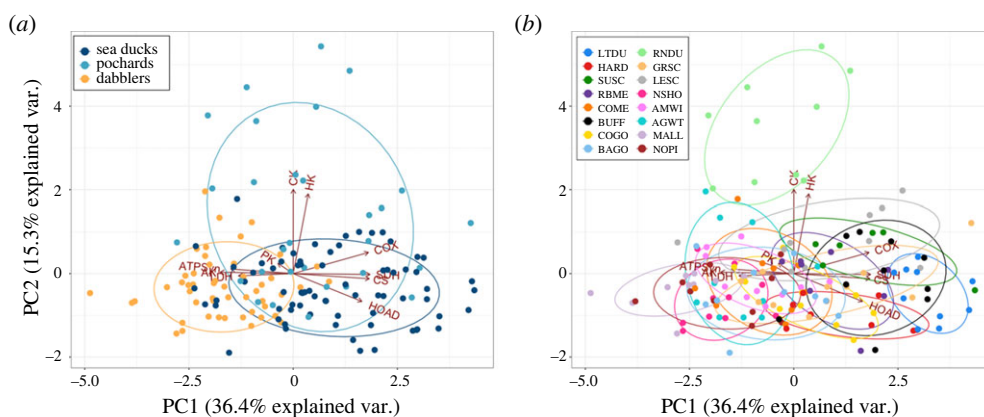 (a)
sea ducks
pochards
dabblers
PC2 (15.3% explained var.)
4
2
0
−2
−5.0
−2.5
0
2.5
PC1 (36.4% explained var.)
CK
HK
COX
CS
HOAD
PK
ATPSyn
(b)
LTDU
HARD
SUSC
RBME
COME
BUFF
COGO
BAGO
RNDU
GRSC
LESC
NSHO
AMWI
AGWT
MALL
NOPI
4
2
0
−2
−5.0
−2.5
0
2.5
PC1 (36.4% explained var.)
CK
HK
COX
CS
HOAD